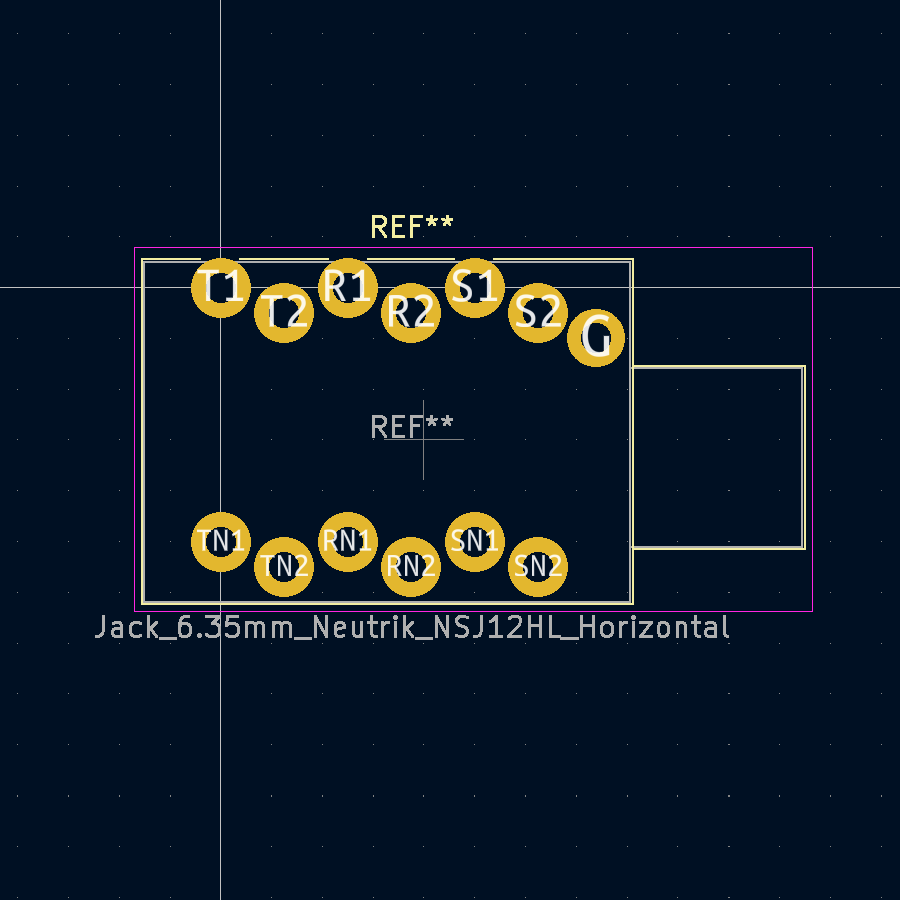 REF**
T1 R1 S1
T2 R2 S2
G
REF**
TN1 RN1 SN1
TN2 RN2 SN2
Jack_6.35mm_Neutrik_NSJ12HL_Horizontal